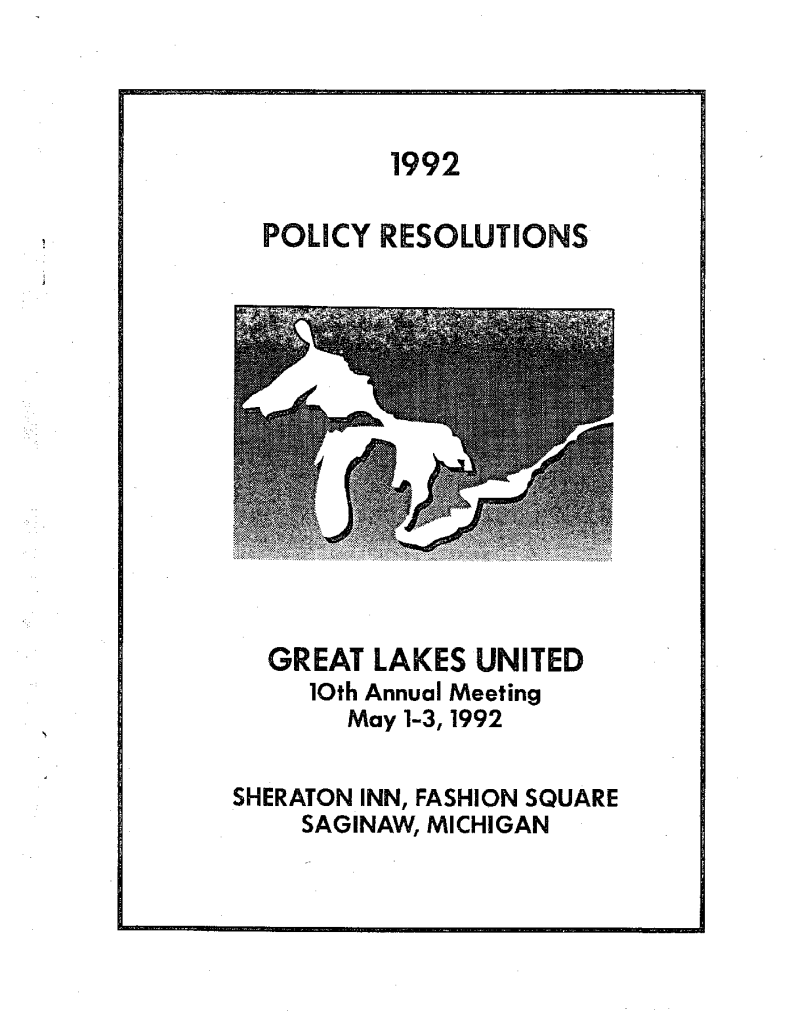 1992
POLICY RESOLUTIONS
GREAT LAKES UNITED
10th Annual Meeting
May 1-3, 1992
SHERATON INN, FASHION SQUARE
SAGINAW, MICHIGAN